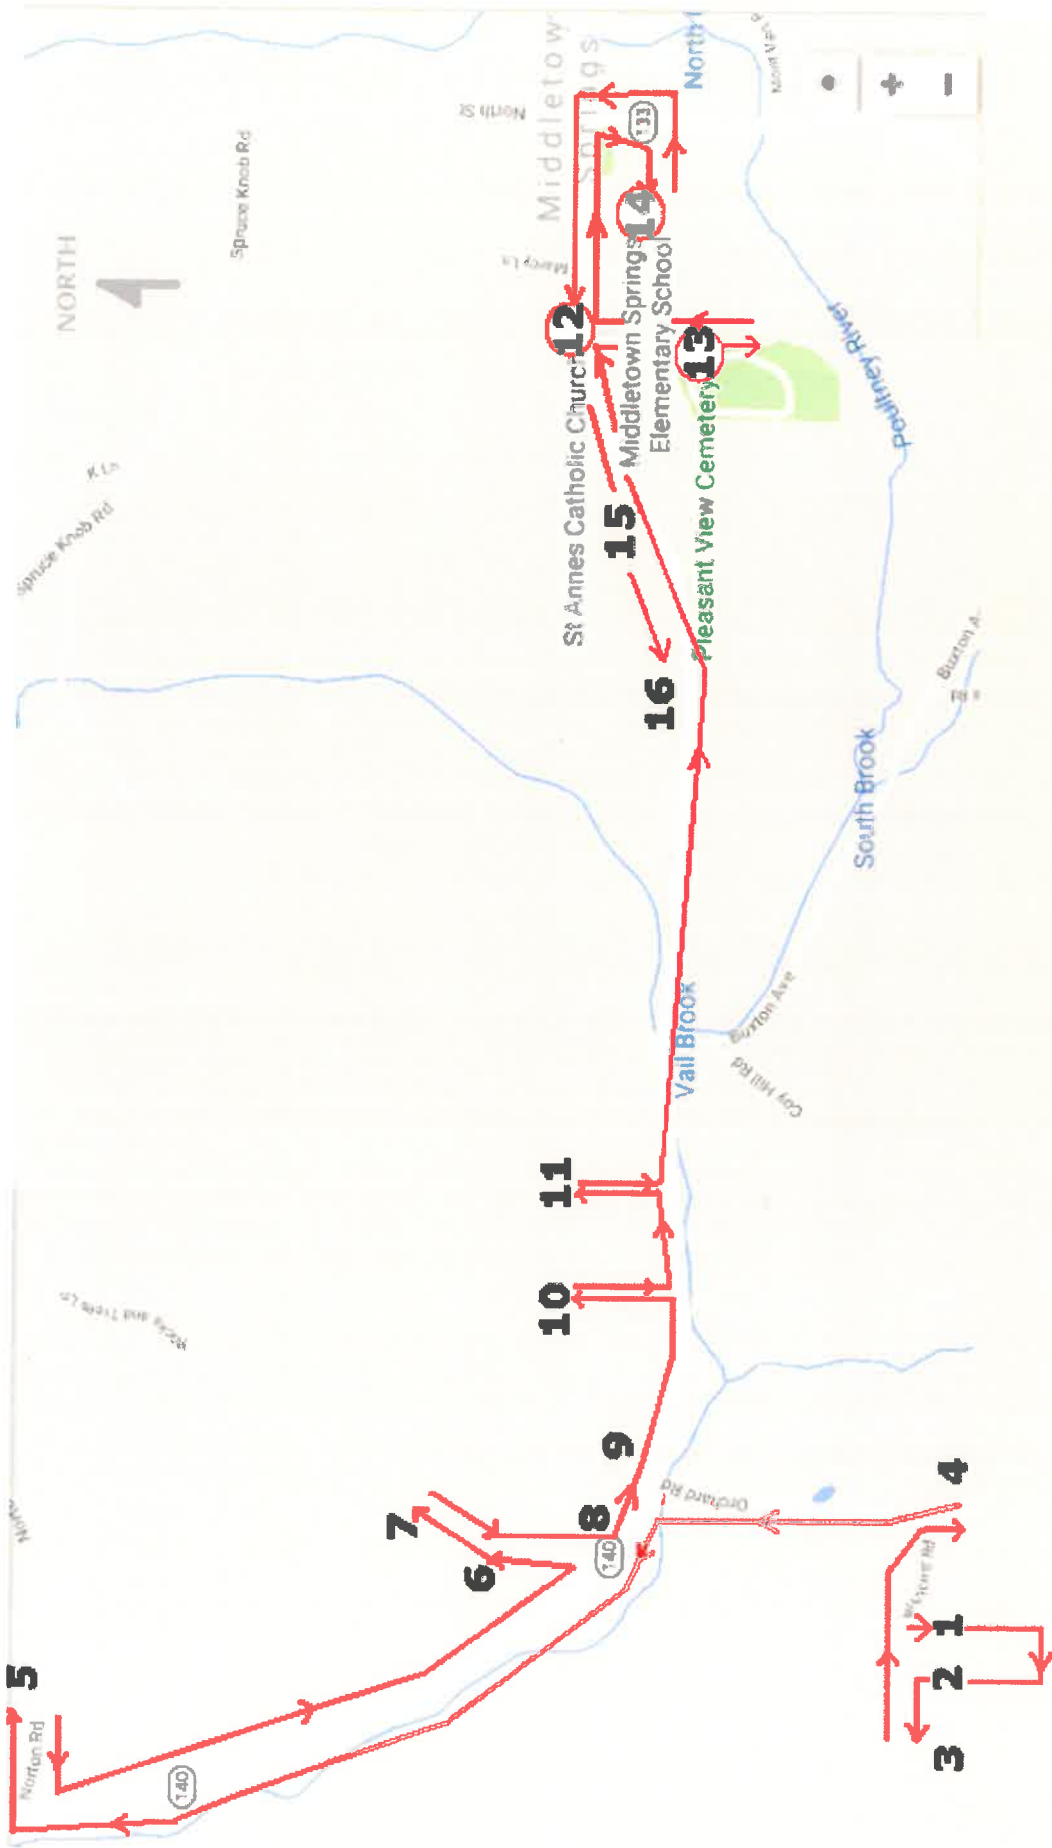 NORTH
Spruce Knob Rd
North St
Middletow
Springs
North
133
Marcy Ln
12
14
13
St Annes Catholic Church
Middletown Springs
Elementary School
Pleasant View Cemetery
Poultney River
K Ln
Spruce Knob Rd
15
16
South Brook
Buxton A
Rd
Vail Brook
Buxton Ave
Coy Hill Rd
11
10
Rocks and Trees Ln
9
8
7
6
140
Orchard Rd
4
1
2
3
5
Norton Rd
140